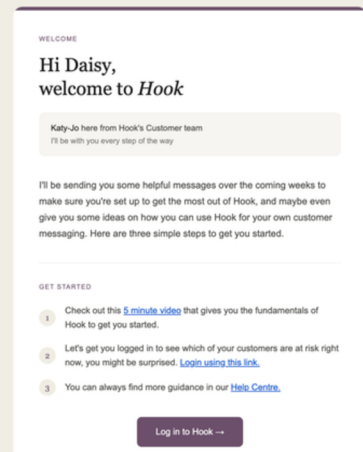 WELCOME
Hi Daisy,
welcome to Hook
Katy-Jo here from Hook's Customer team
I'll be with you every step of the way
I'll be sending you some helpful messages over the coming weeks to
make sure you're set up to get the most out of Hook, and maybe even
give you some ideas on how you can use Hook for your own customer
messaging. Here are three simple steps to get you started.
GET STARTED
1 Check out this 5 minute video that gives you the fundamentals of
Hook to get you started.
2 Let's get you logged in to see which of your customers are at risk right
now, you might be surprised. Login using this link.
3 You can always find more guidance in our Help Centre.
Log in to Hook →